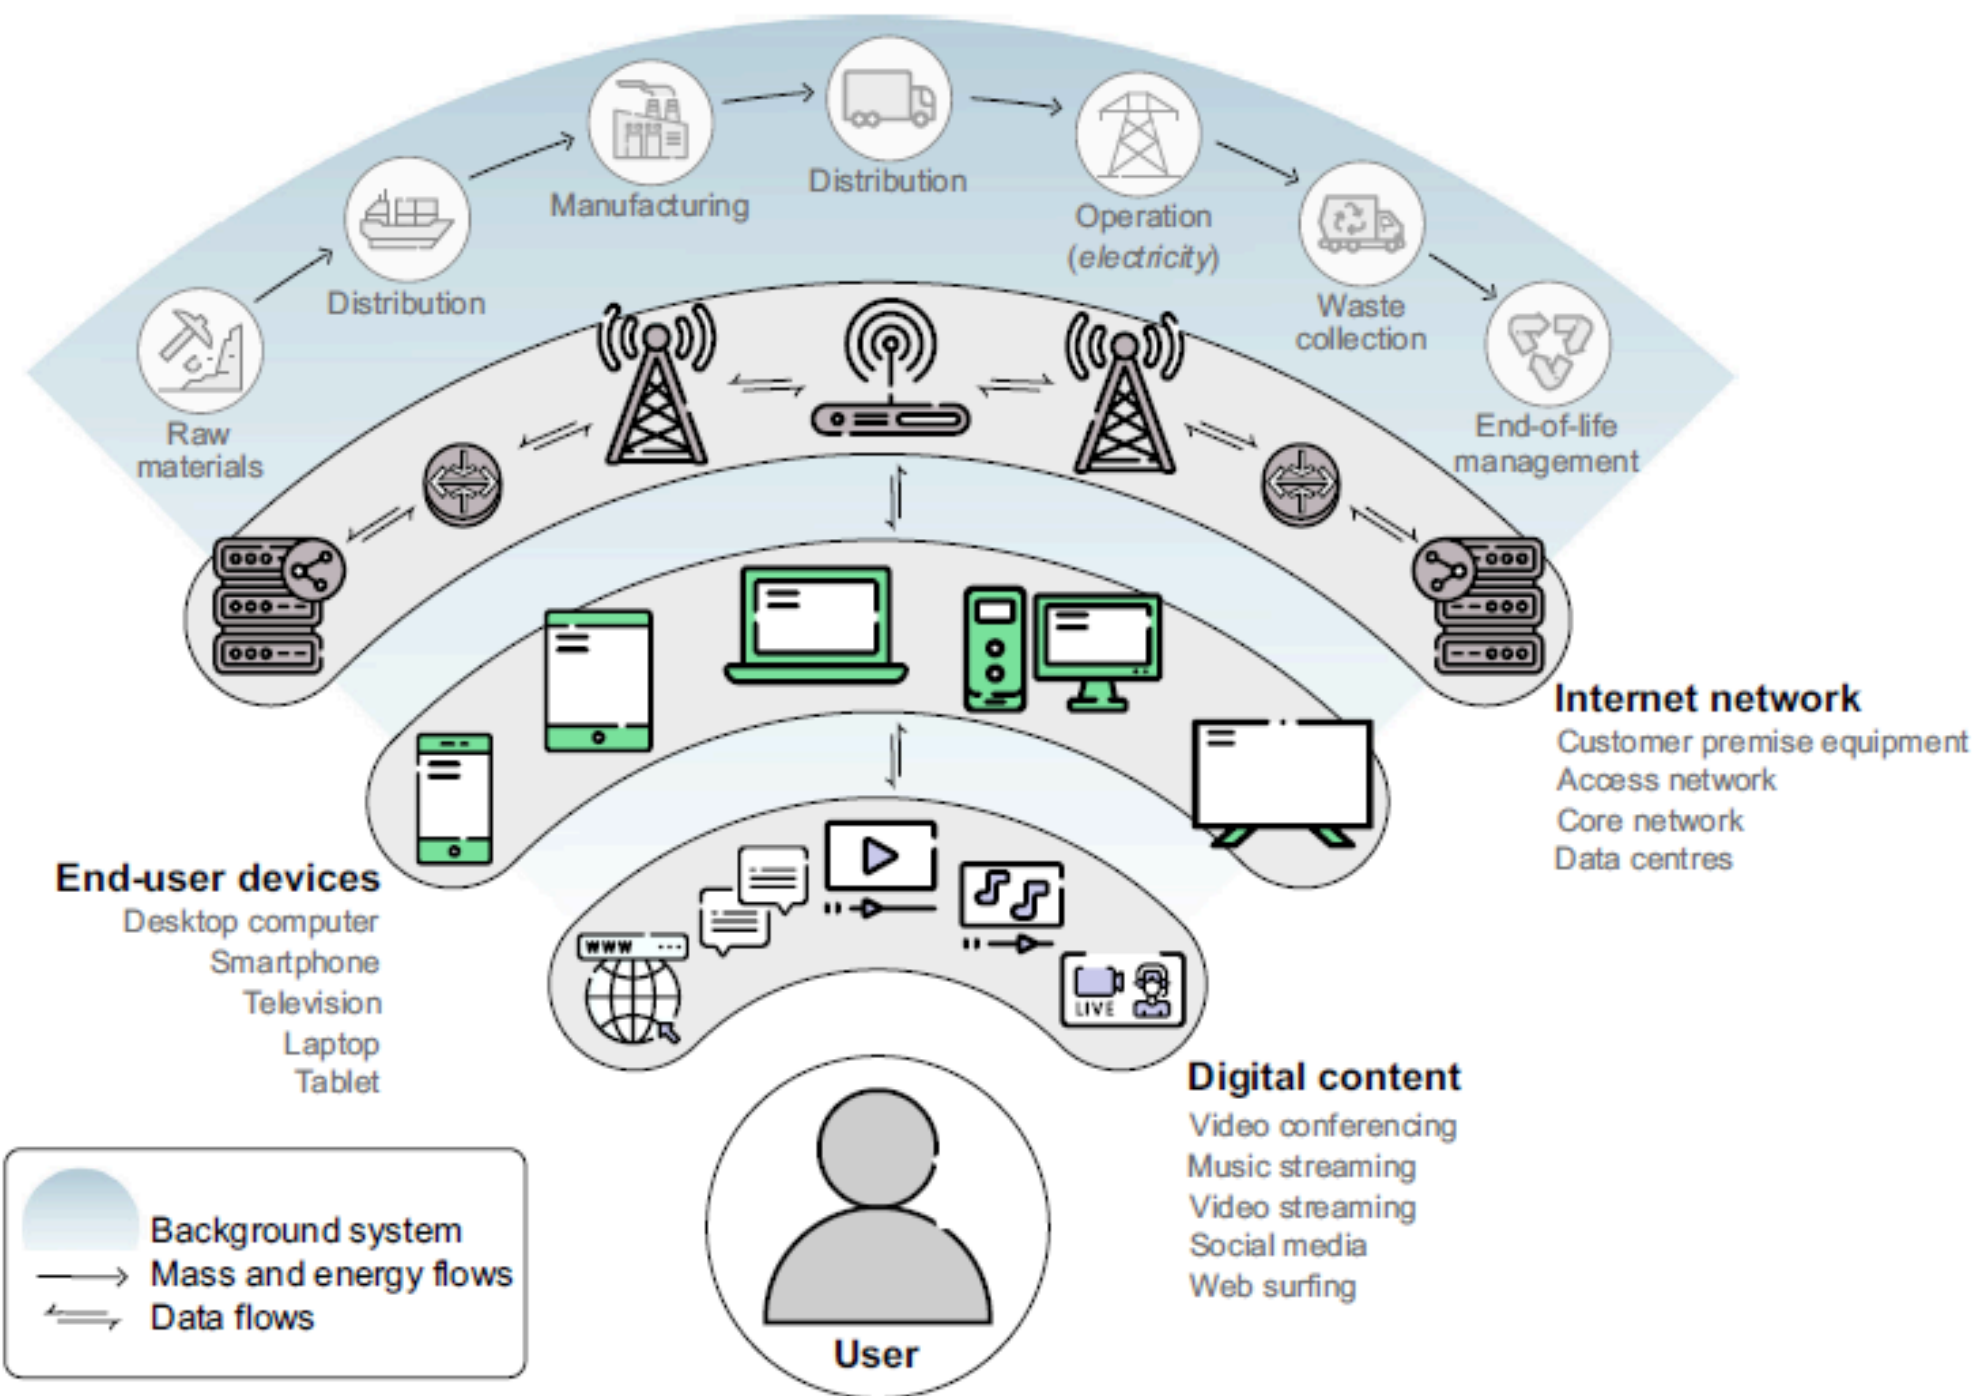 Raw
materials
Distribution
Manufacturing
Distribution
Operation
(electricity)
Waste
collection
End-of-life
management
Internet network
Customer premise equipment
Access network
Core network
Data centres
End-user devices
Desktop computer
Smartphone
Television
Laptop
Tablet
WWW
LIVE
Digital content
Video conferencing
Music streaming
Video streaming
Social media
Web surfing
Background system
Mass and energy flows
Data flows
User